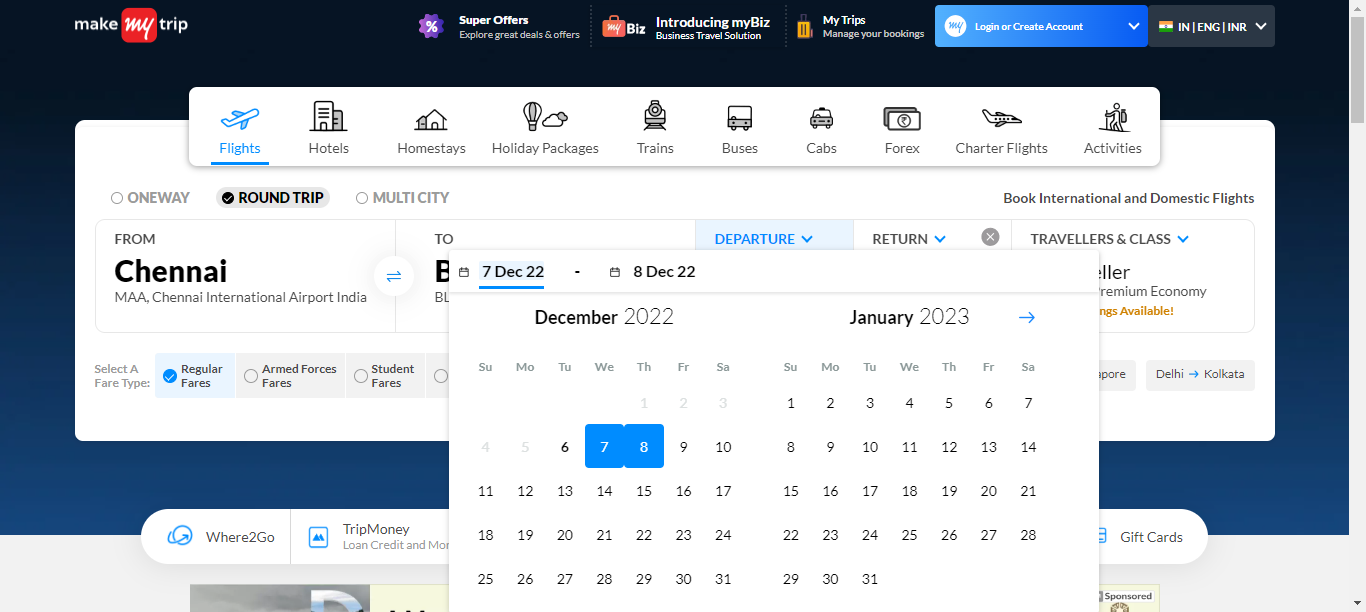 make my trip
%
Super Offers
Explore great deals & offers
my Biz
Introducing myBiz
Business Travel Solution
My Trips
Manage your bookings
my
Login or Create Account
IN | ENG | INR
Flights
Hotels
Homestays
Holiday Packages
Trains
Buses
Cabs
Forex
Charter Flights
Activities
ONEWAY
ROUND TRIP
MULTI CITY
Book International and Domestic Flights
FROM
TO
DEPARTURE
RETURN
TRAVELLERS & CLASS
Chennai
B
7 Dec 22 - 8 Dec 22
eller
MAA, Chennai International Airport India
BL
Premium Economy
ngs Available!
December 2022
January 2023
Select A
Fare Type:
Regular
Fares
Armed Forces
Fares
Student
Fares
apore
Delhi → Kolkata
Su Mo Tu We Th Fr Sa
1 2 3
4 5 6 7 8 9 10
11 12 13 14 15 16 17
18 19 20 21 22 23 24
25 26 27 28 29 30 31
Su Mo Tu We Th Fr Sa
1 2 3 4 5 6 7
8 9 10 11 12 13 14
15 16 17 18 19 20 21
22 23 24 25 26 27 28
29 30 31
Where2Go
TripMoney
Loan Credit and Mor
Gift Cards
Sponsored